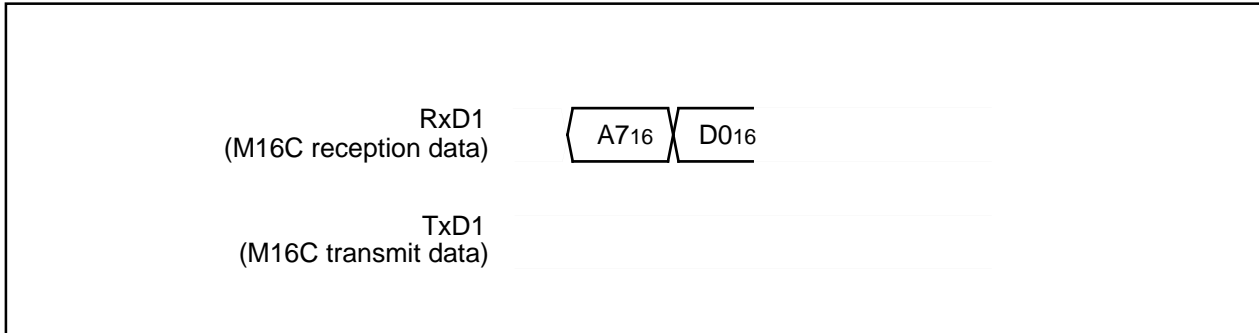 RxD1
(M16C reception data)
A716
D016
TxD1
(M16C transmit data)